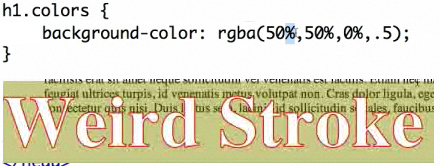 h1.colors {
background-color: rgba(50%,50%,0%,.5);
}
feugiat ultrices turpis, id venenatis metus volutpat non. Cras dolor ligula, ege
Weird Stroke